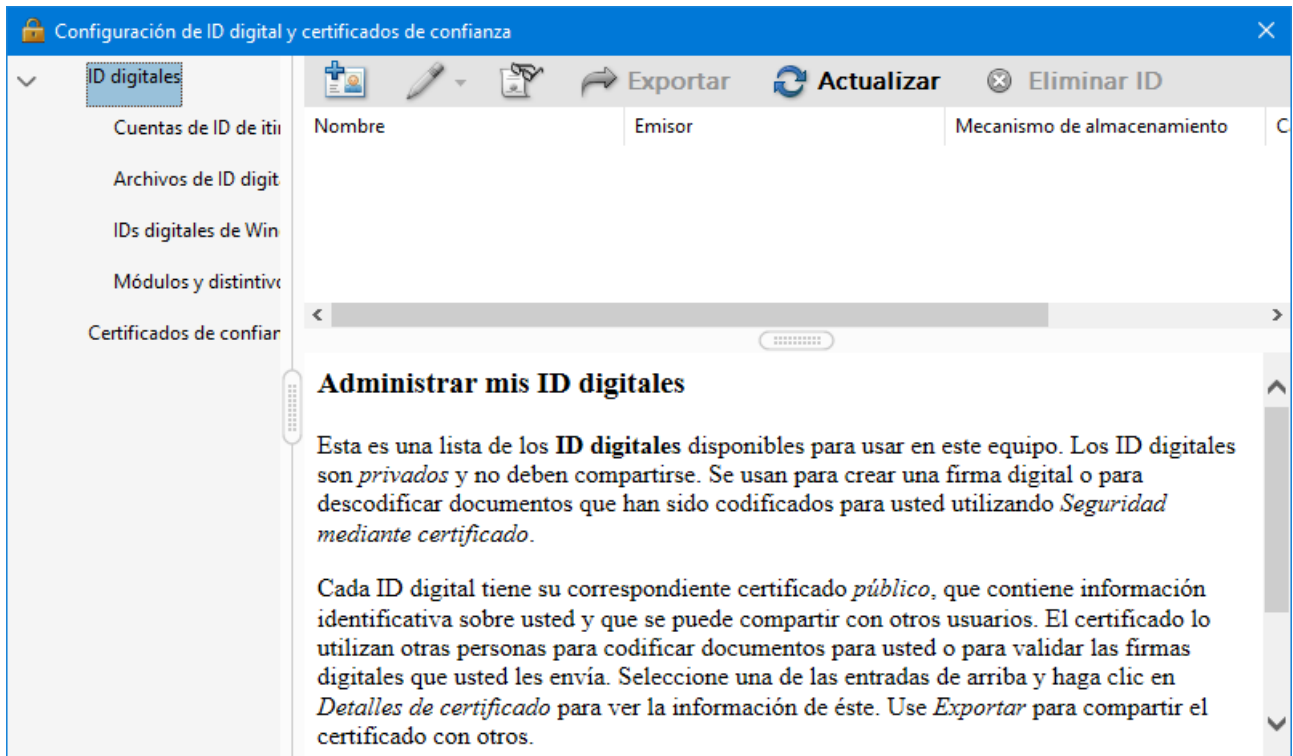 Configuración de ID digital y certificados de confianza
ID digitales
Exportar
Actualizar
Eliminar ID
Cuentas de ID de iti
Nombre
Emisor
Mecanismo de almacenamiento
Archivos de ID digit
IDs digitales de Win
Módulos y distintiv
Certificados de confian
Administrar mis ID digitales
Esta es una lista de los ID digitales disponibles para usar en este equipo. Los ID digitales
son privados y no deben compartirse. Se usan para crear una firma digital o para
descodificar documentos que han sido codificados para usted utilizando Seguridad
mediante certificado.
Cada ID digital tiene su correspondiente certificado público, que contiene información
identificativa sobre usted y que se puede compartir con otros usuarios. El certificado lo
utilizan otras personas para codificar documentos para usted o para validar las firmas
digitales que usted les envía. Seleccione una de las entradas de arriba y haga clic en
Detalles de certificado para ver la información de éste. Use Exportar para compartir el
certificado con otros.